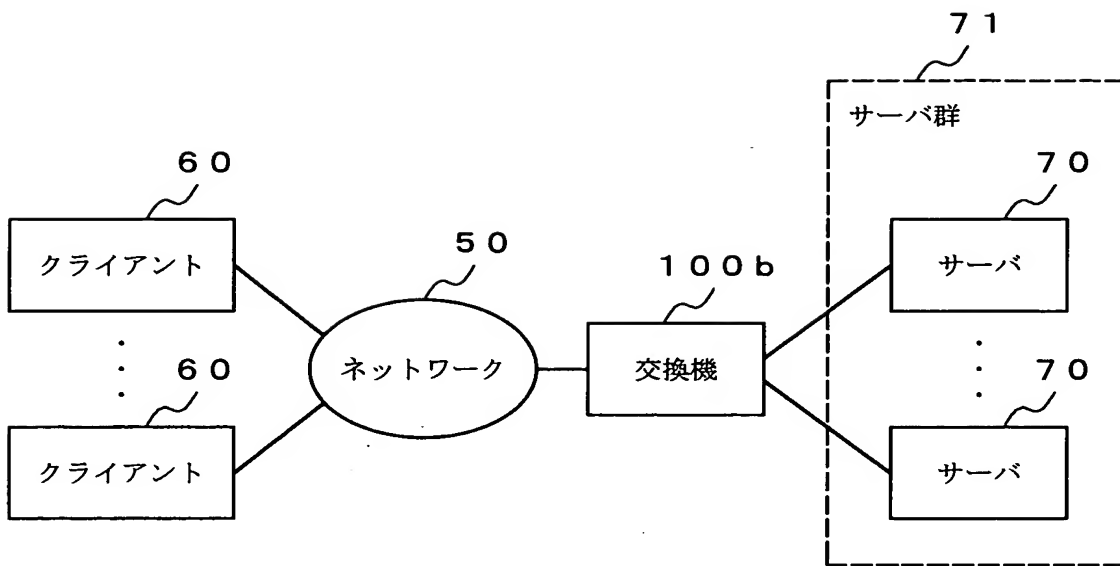 ７１
サーバ群
６０
７０
クライアント
５０
１００ｂ
サーバ
ネットワーク
交換機
６０
７０
クライアント
サーバ